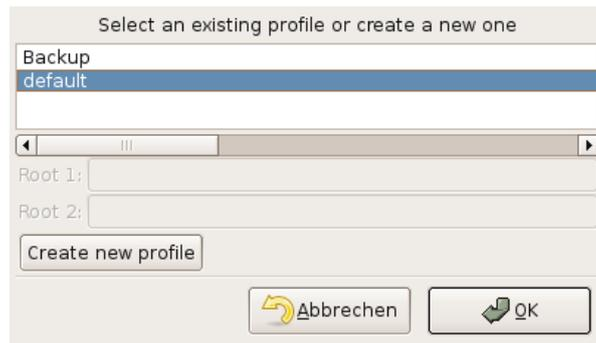 Select an existing profile or create a new one
Backup
default
Root 1:
Root 2:
Create new profile
Abbrechen
OK